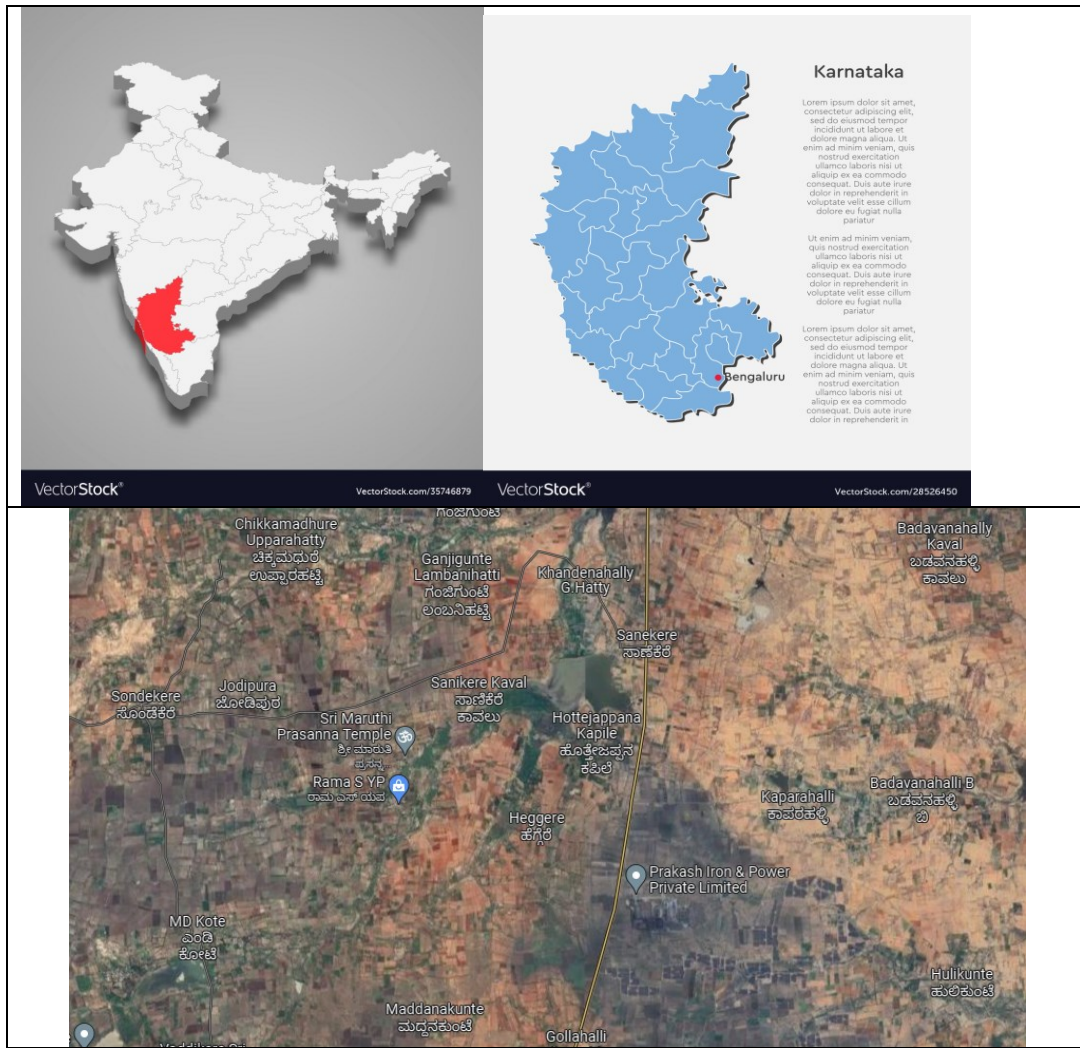 Karnataka
Lorem ipsum dolor sit amet,
consectetur adipiscing elit,
sed do eiusmod tempor
incididunt ut labore et
dolore magna aliqua. Ut
enim ad minim veniam, quis
nostrud exercitation
ullamco laboris nisi ut
aliquip ex ea commodo
consequat. Duis aute irure
dolor in reprehenderit in
voluptate velit esse cillum
dolore eu fugiat nulla
pariatur
Ut enim ad minim veniam,
quis nostrud exercitation
ullamco laboris nisi ut
aliquip ex ea commodo
consequat. Duis aute irure
dolor in reprehenderit in
voluptate velit esse cillum
dolore eu fugiat nulla
pariatur
Lorem ipsum dolor sit amet,
consectetur adipiscing elit,
sed do eiusmod tempor
incididunt ut labore et
dolore magna aliqua. Ut
enim ad minim veniam, quis
nostrud exercitation
ullamco laboris nisi ut
aliquip ex ea commodo
consequat. Duis aute irure
dolor in reprehenderit in
Bengaluru
VectorStock®
VectorStock.com/35746879
VectorStock®
VectorStock.com/28526450
ಗಂಜಿಗುಂಟೆ
Chikkamadhure
Upparahatty
ಚಿಕ್ಕಮಧುರೆ
ಉಪ್ಪಾರಹಟ್ಟಿ
Ganjigunte
Lambanihatti
ಗಂಜಿಗುಂಟೆ
ಲಂಬನಿಹಟ್ಟಿ
Khandenahally
G.Hatty
Badavanahally
Kaval
ಬಡವನಹಳ್ಳಿ
ಕಾವಲು
Sanekere
ಸಾಣಿಕೆರೆ
Sondekere
ಸೊಂಡೆಕೆರೆ
Jodipura
ಜೋಡಿಪುರ
Sanikere Kaval
ಸಾಣಿಕೆರೆ
ಕಾವಲು
Sri Maruthi
Prasanna Temple
ಶ್ರೀ ಮಾರುತಿ
ಪ್ರಸನ್ನ
Hottejappana
Kapile
ಹೊತ್ತೇಜಪ್ಪನ
ಕಪಿಲೆ
Rama S YP
ರಾಮ ಎಸ್ ಯಪ
Heggere
ಹೆಗ್ಗೆರೆ
Kaparahalli
ಕಾಪರಹಳ್ಳಿ
Badavanahalli B
ಬಡವನಹಳ್ಳಿ
ಬಿ
Prakash Iron & Power
Private Limited
MD Kote
ಎಂಡಿ
ಕೋಟೆ
Hulikunte
ಹುಲಿಕುಂಟೆ
Maddanakunte
ಮದ್ದನಕುಂಟೆ
Gollahalli